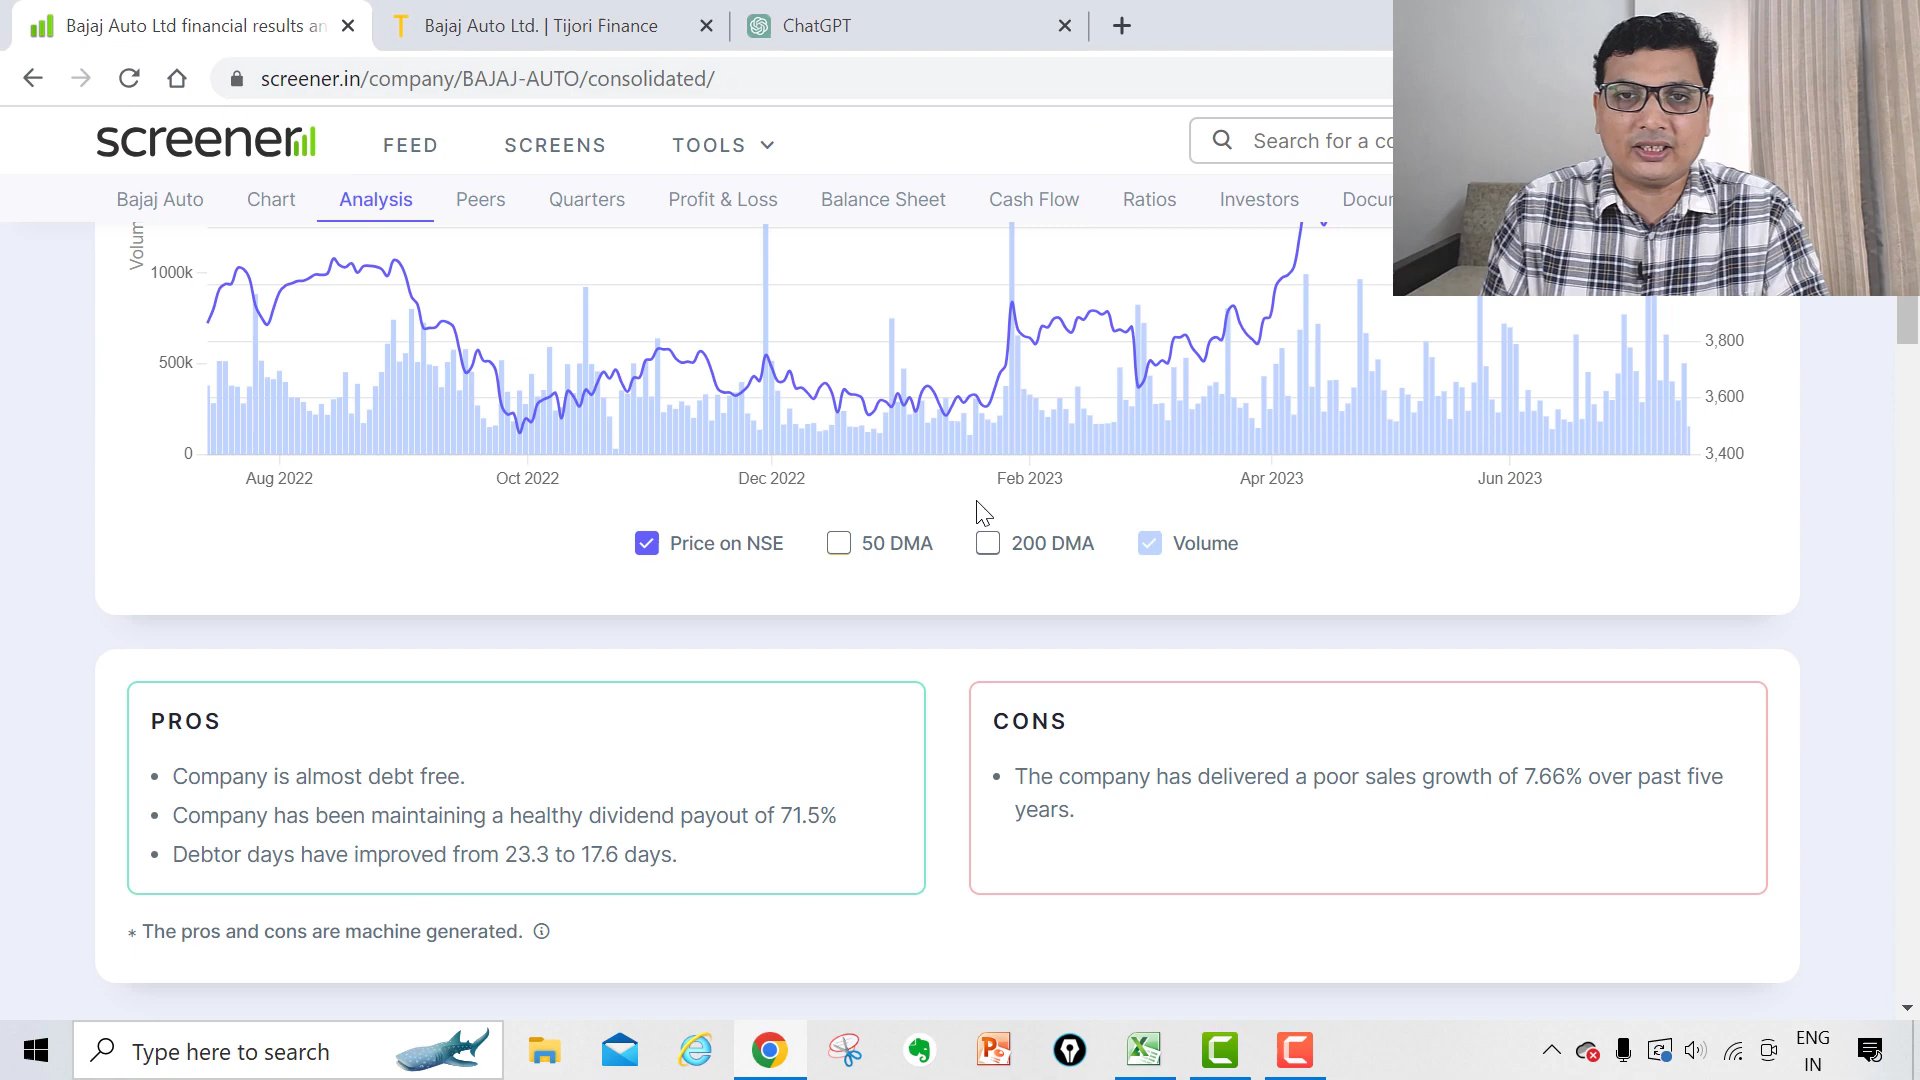 Bajaj Auto Ltd financial results an
Bajaj Auto Ltd. | Tijori Finance
ChatGPT
screener.in/company/BAJAJ-AUTO/consolidated/
screener
FEED SCREENS TOOLS
Search for a co
Bajaj Auto Chart Analysis Peers Quarters Profit & Loss Balance Sheet Cash Flow Ratios Investors Docu
Volum
1000k
500k
0
3,800
3,600
3,400
Aug 2022 Oct 2022 Dec 2022 Feb 2023 Apr 2023 Jun 2023
Price on NSE 50 DMA 200 DMA Volume
PROS
• Company is almost debt free.
• Company has been maintaining a healthy dividend payout of 71.5%
• Debtor days have improved from 23.3 to 17.6 days.
CONS
• The company has delivered a poor sales growth of 7.66% over past five
years.
* The pros and cons are machine generated.
Type here to search
ENG
IN